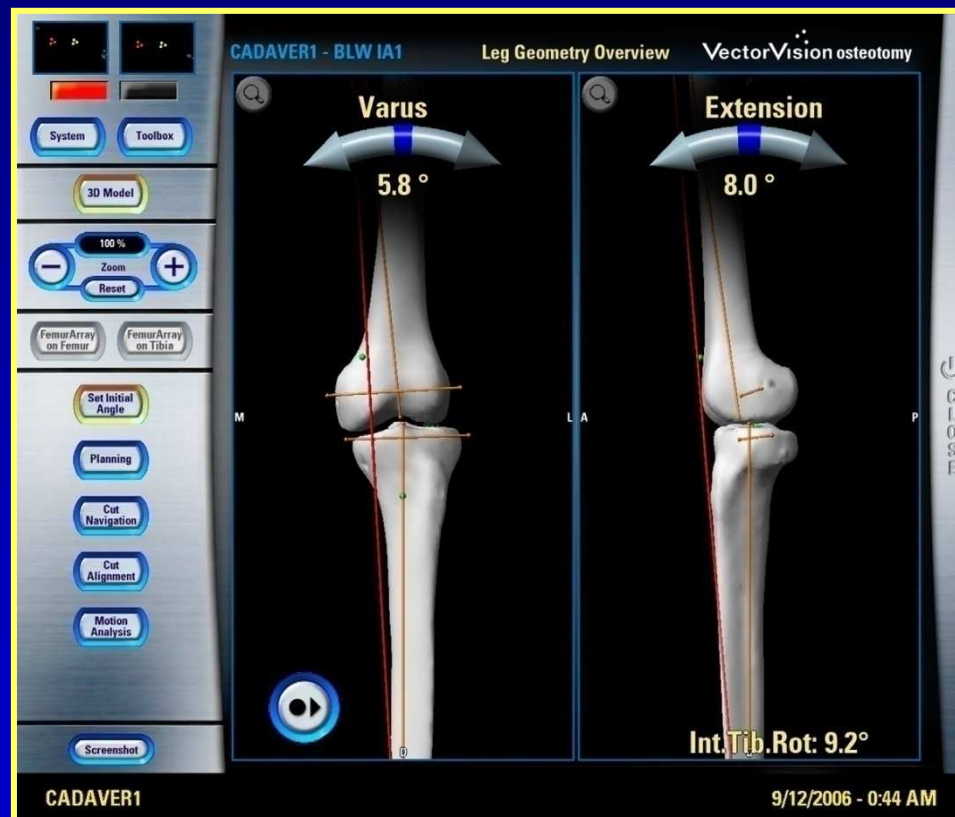 CADAVER1 - BLW IA1
Leg Geometry Overview
VectorVision osteotomy
System
Toolbox
3D Model
100 %
Zoom
Reset
FemurArray
on Femur
FemurArray
on Tibia
Set Initial
Angle
Planning
Cut
Navigation
Cut
Alignment
Motion
Analysis
Screenshot
Varus
5.8 °
M
L
D
Extension
8.0 °
A
P
Int.Tib.Rot: 9.2°
CLOSE
CADAVER1
9/12/2006 - 0:44 AM